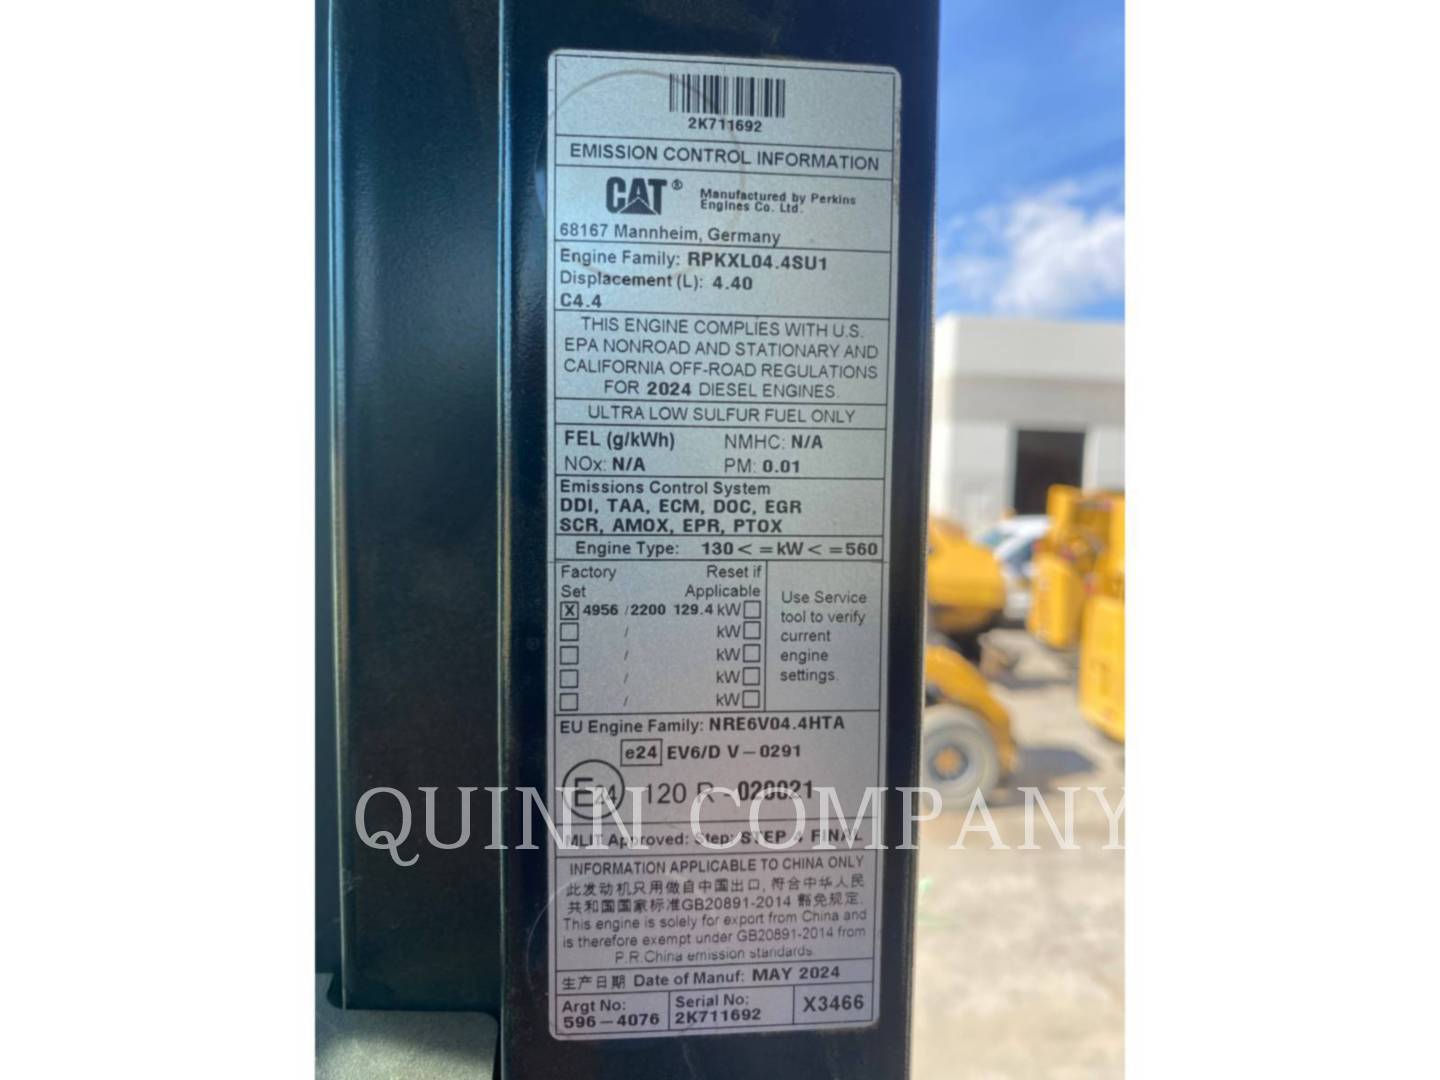 2K711692
EMISSION CONTROL INFORMATION
CAT® Manufactured by Perkins
Engines Co. Ltd.
68167 Mannheim, Germany
Engine Family: RPKXL04.4SU1
Displacement (L): 4.40
C4.4
THIS ENGINE COMPLIES WITH U.S.
EPA NONROAD AND STATIONARY AND
CALIFORNIA OFF-ROAD REGULATIONS
FOR 2024 DIESEL ENGINES.
ULTRA LOW SULFUR FUEL ONLY
FEL (g/kWh) NMHC: N/A
NOx: N/A PM: 0.01
Emissions Control System
DDI, TAA, ECM, DOC, EGR
SCR, AMOX, EPR, PTOX
Engine Type: 130 < = kW < = 560
Factory Reset if
Set Applicable
X 4956 / 2200 129.4 kW
/ kW
/ kW
/ kW
/ kW
Use Service
tool to verify
current
engine
settings.
EU Engine Family: NRE6V04.4HTA
e24 EV6/D V-0291
E24 120 R - 020021
QUINN COMPANY
MLIT Approved: Step: STEP 4 FINAL
INFORMATION APPLICABLE TO CHINA ONLY
此发动机只用做自中国出口, 符合中华人民
共和国国家标准GB20891-2014 豁免规定.
This engine is solely for export from China and
is therefore exempt under GB20891-2014 from
P.R.China emission standards.
生产日期 Date of Manuf: MAY 2024
Argt No:
596-4076
Serial No:
2K711692
X3466